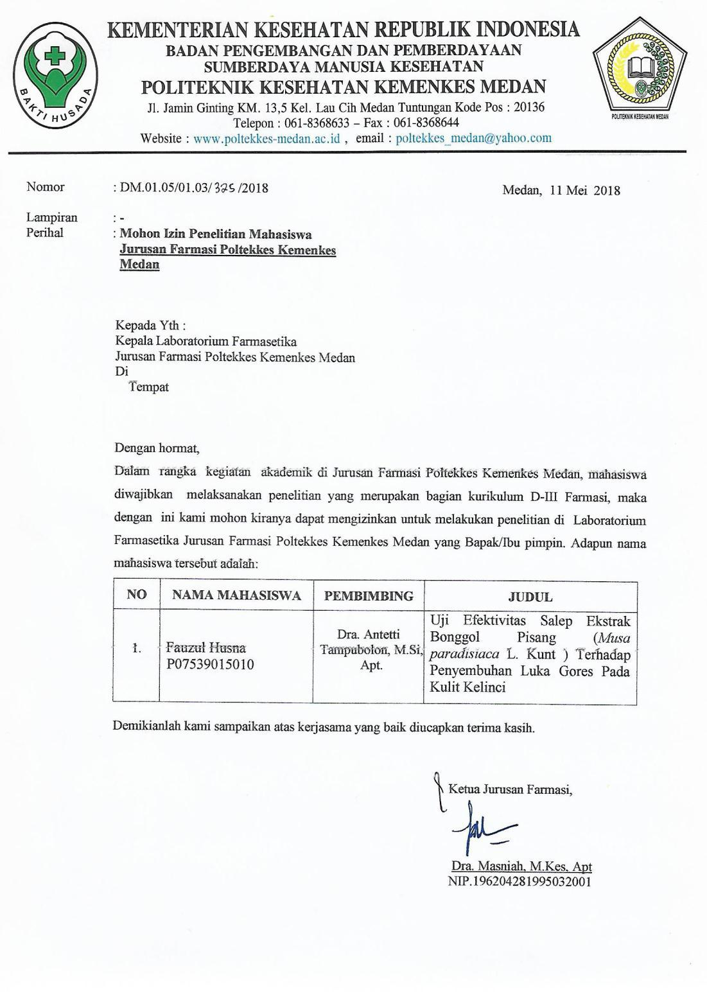 KEMENTERIAN KESEHATAN REPUBLIK INDONESIA
BADAN PENGEMBANGAN DAN PEMBERDAYAAN
SUMBERDAYA MANUSIA KESEHATAN
POLITEKNIK KESEHATAN KEMENKES MEDAN
Jl. Jamin Ginting KM. 13,5 Kel. Lau Cih Medan Tuntungan Kode Pos : 20136
Telepon : 061-8368633 – Fax : 061-8368644
Website : www.poltekkes-medan.ac.id , email : poltekkes_medan@yahoo.com
BAKTI HUSADA
POLITEKNIK KESEHATAN MEDAN
Nomor : DM.01.05/01.03/325/2018
Medan, 11 Mei 2018
Lampiran : -
Perihal : Mohon Izin Penelitian Mahasiswa
Jurusan Farmasi Poltekkes Kemenkes
Medan
Kepada Yth :
Kepala Laboratorium Farmasetika
Jurusan Farmasi Poltekkes Kemenkes Medan
Di
Tempat
Dengan hormat,
Dalam rangka kegiatan akademik di Jurusan Farmasi Poltekkes Kemenkes Medan, mahasiswa
diwajibkan melaksanakan penelitian yang merupakan bagian kurikulum D-III Farmasi, maka
dengan ini kami mohon kiranya dapat mengizinkan untuk melakukan penelitian di Laboratorium
Farmasetika Jurusan Farmasi Poltekkes Kemenkes Medan yang Bapak/Ibu pimpin. Adapun nama
mahasiswa tersebut adalah:
NO NAMA MAHASISWA PEMBIMBING JUDUL
1.
Fauzul Husna
P07539015010
Dra. Antetti
Tampubolon, M.Si,
Apt.
Uji Efektivitas Salep Ekstrak
Bonggol Pisang (Musa
paradisiaca L. Kunt ) Terhadap
Penyembuhan Luka Gores Pada
Kulit Kelinci
Demikianlah kami sampaikan atas kerjasama yang baik diucapkan terima kasih.
Ketua Jurusan Farmasi,
Dra. Masniah, M.Kes, Apt
NIP.196204281995032001